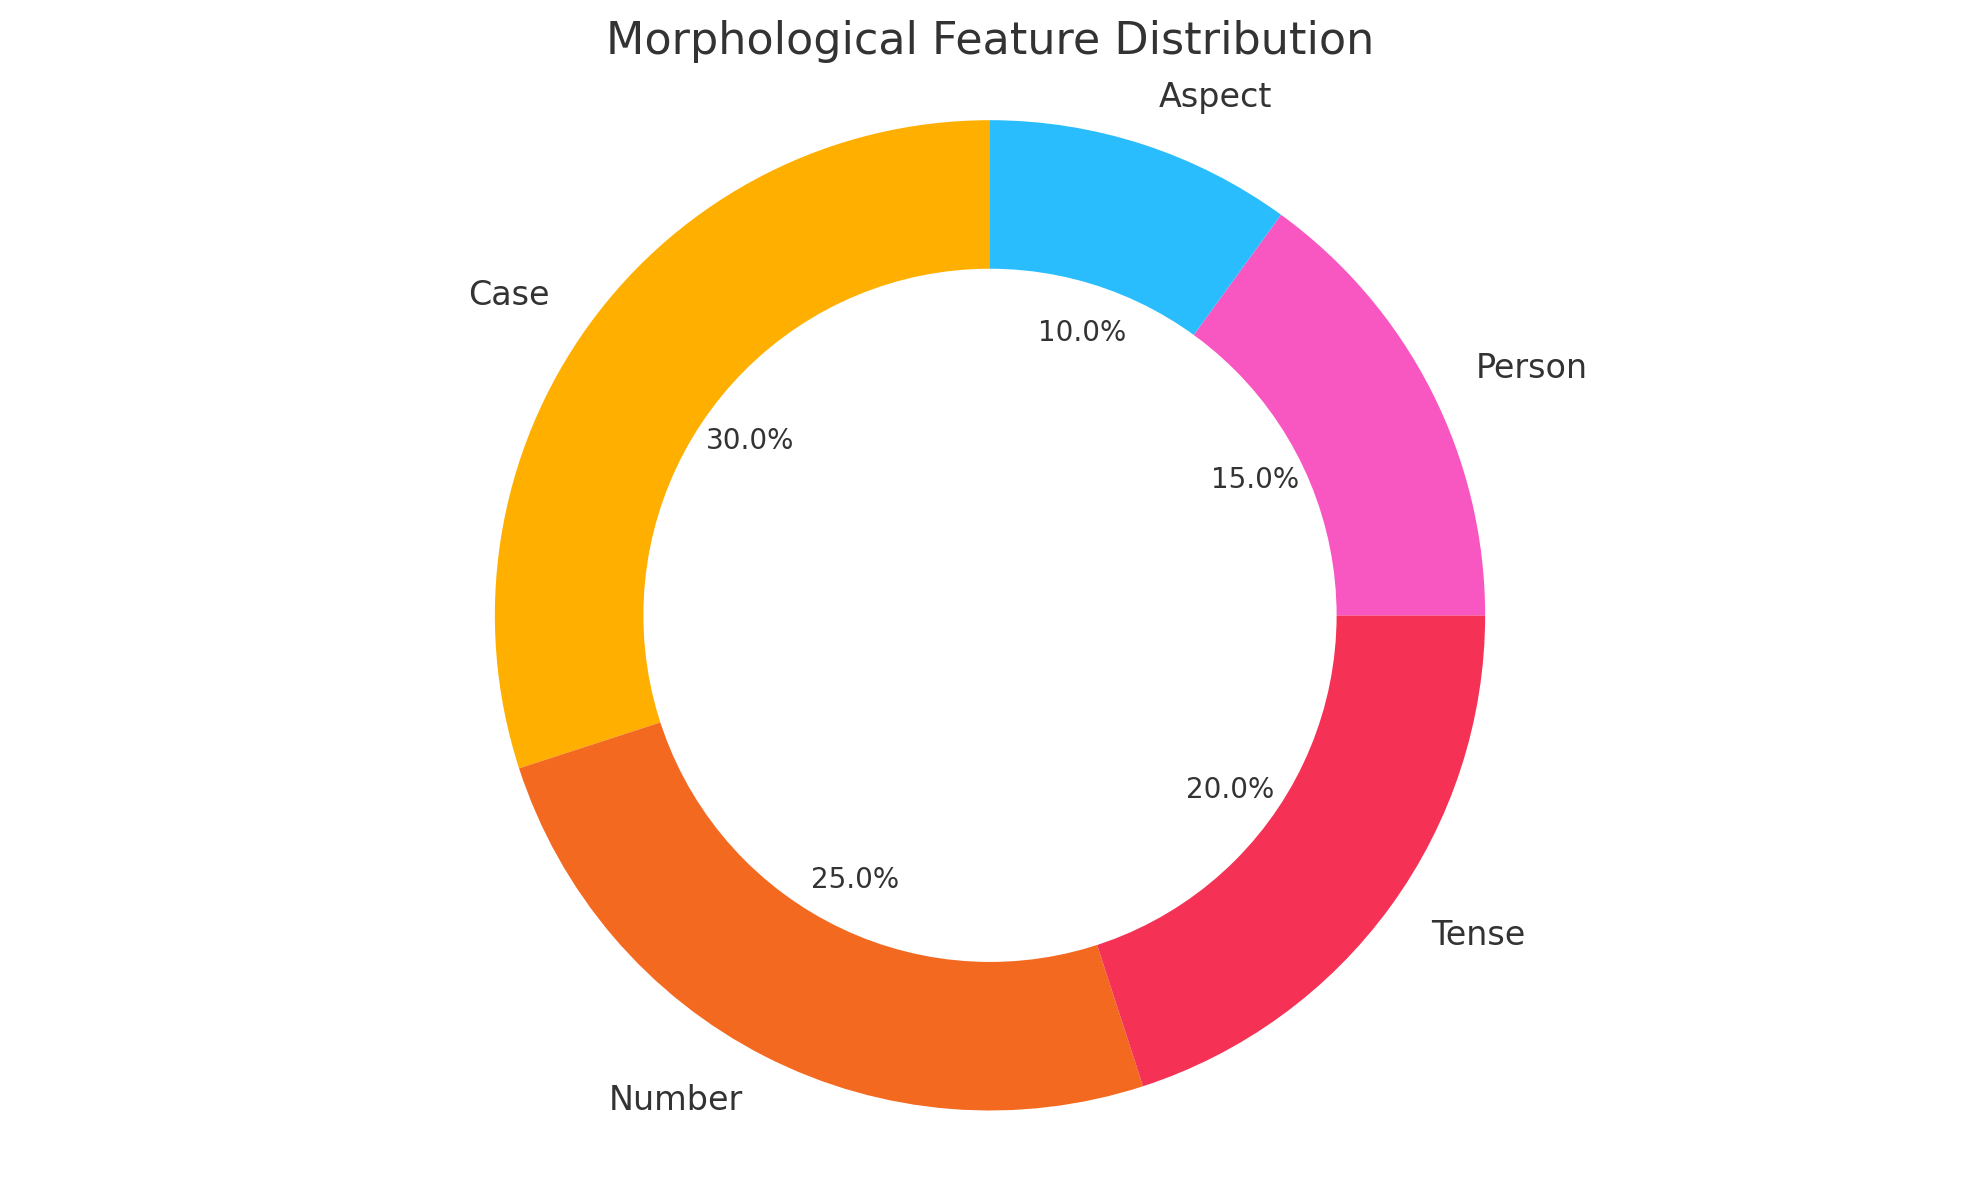 Morphological Feature Distribution
Aspect
Case
10.0%
Person
30.0%
15.0%
20.0%
25.0%
Tense
Number